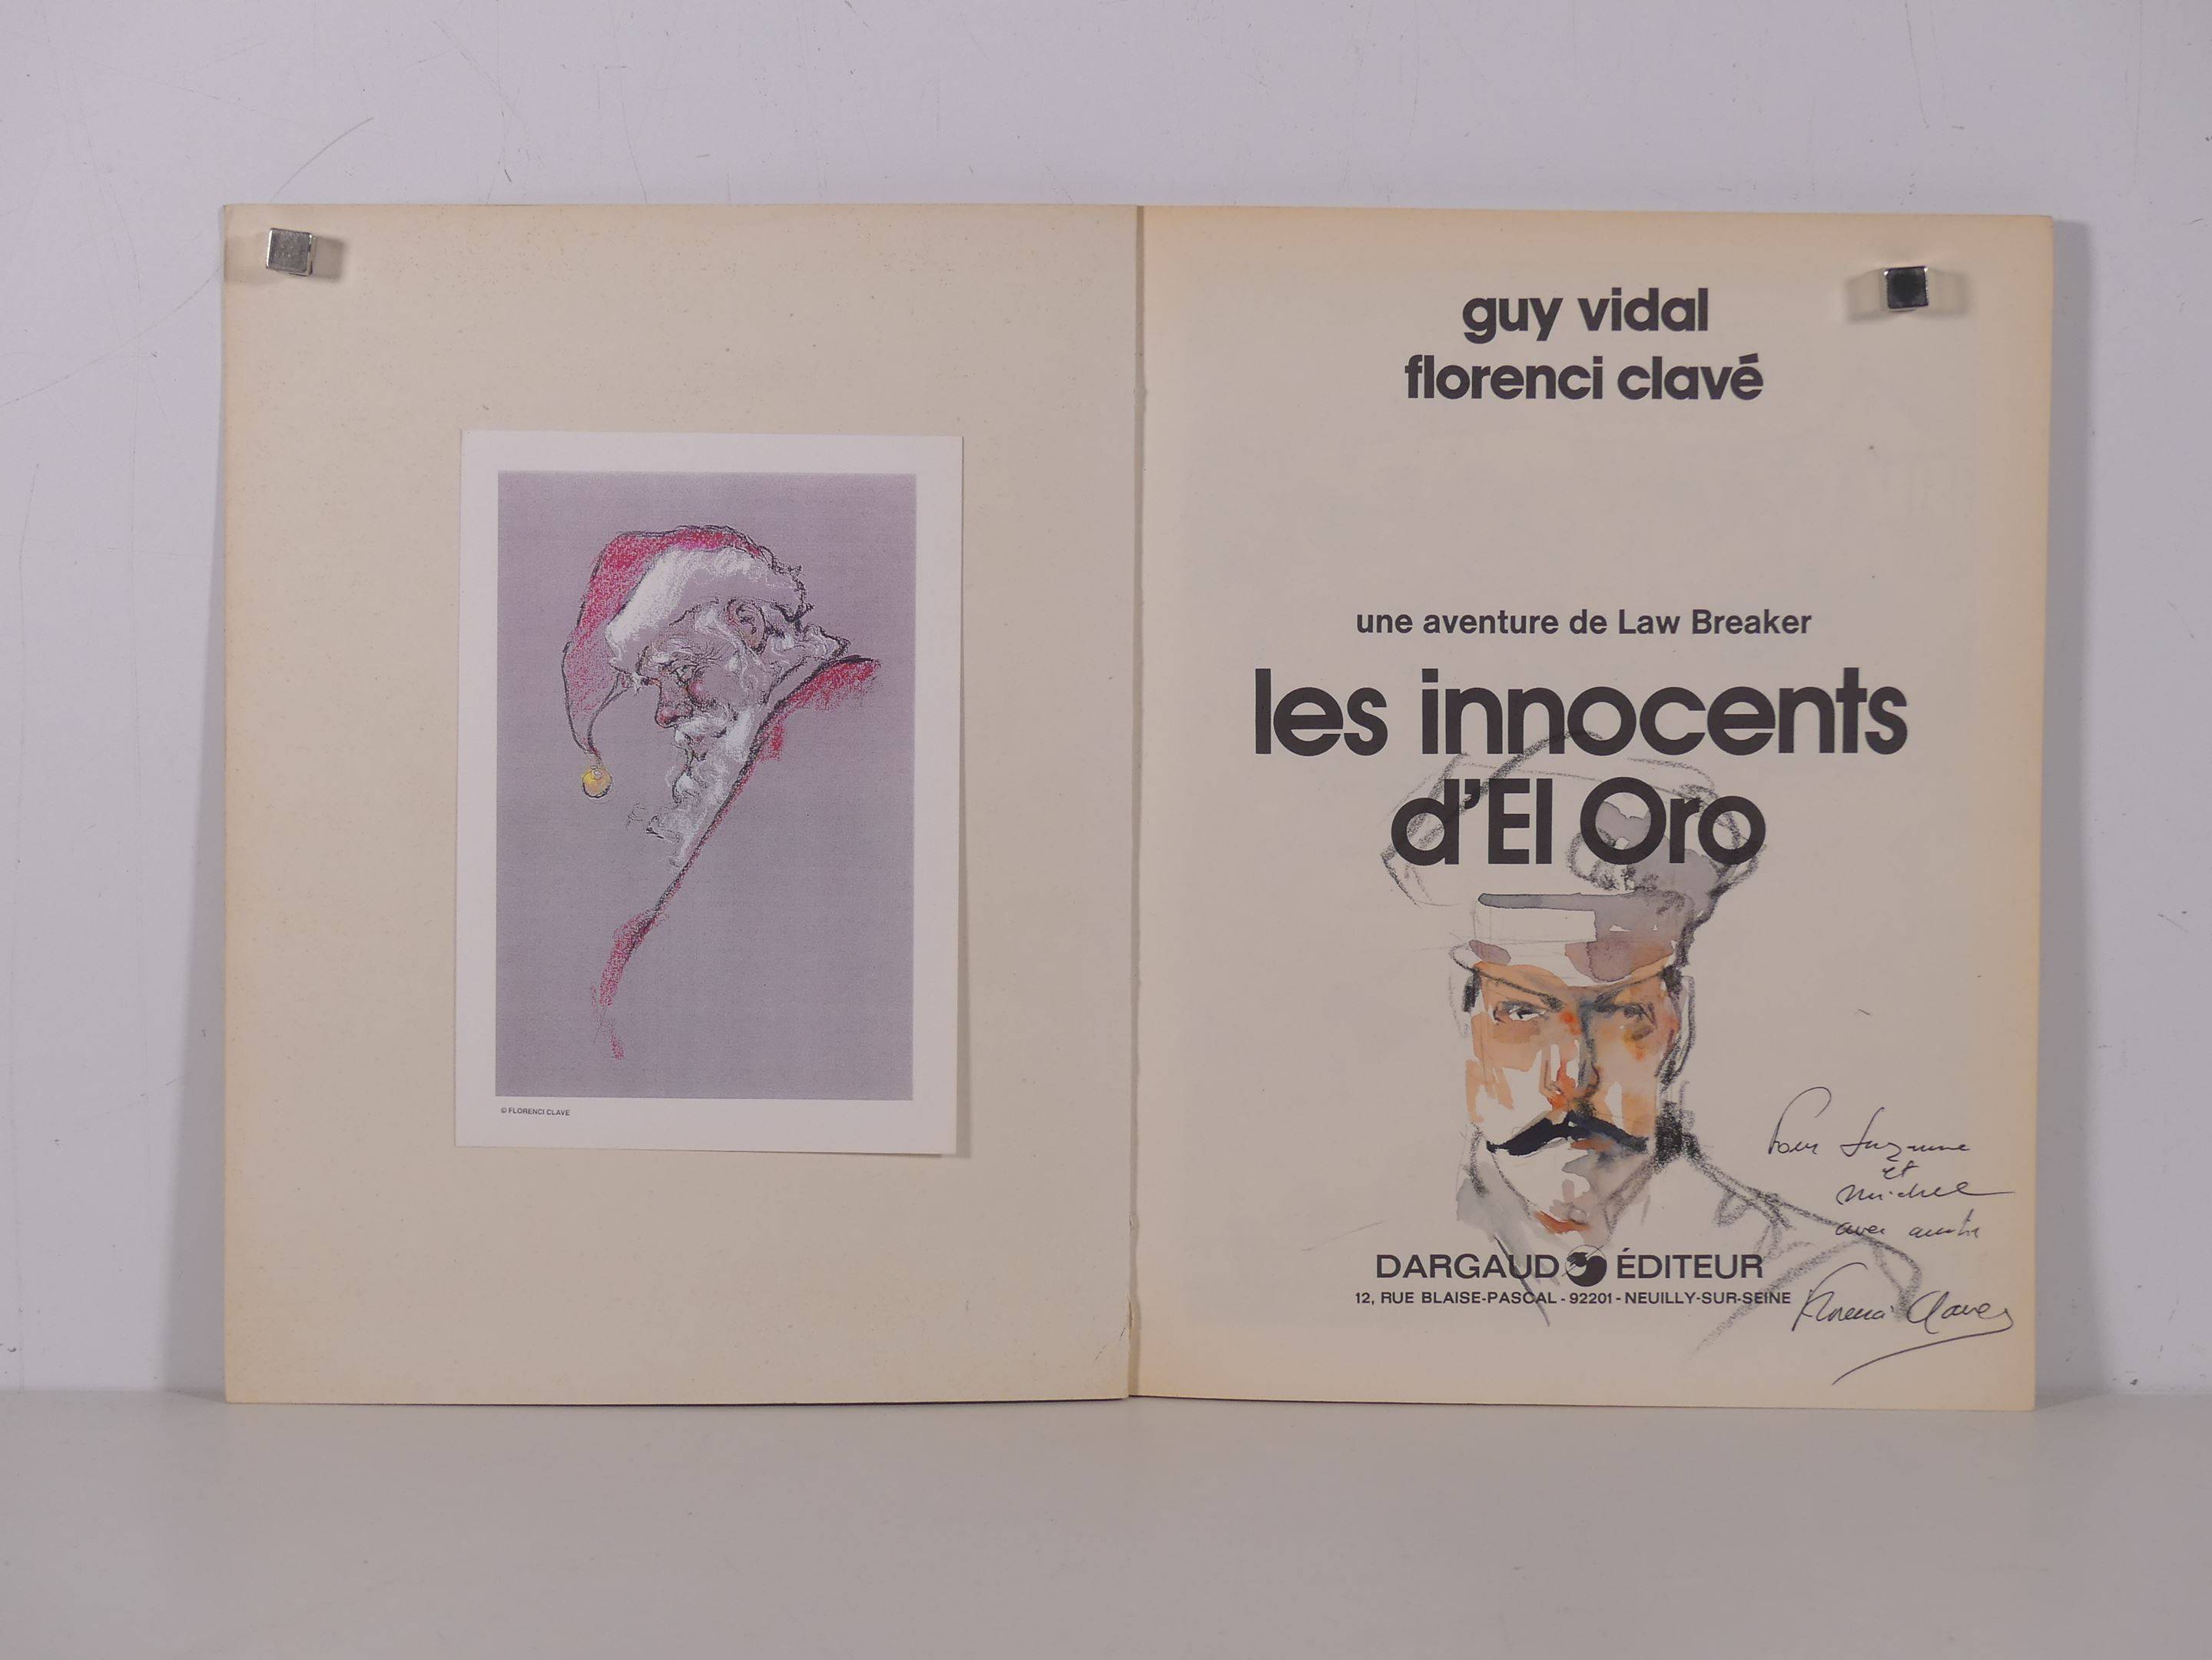 © FLORENCI CLAVE
guy vidal
florenci clavé
une aventure de Law Breaker
les innocents
d'El Oro
Pour Suzanne
et
Michel
avec amitié
DARGAUD ÉDITEUR
12, RUE BLAISE-PASCAL - 92201 - NEUILLY-SUR-SEINE
Florenci Clavé